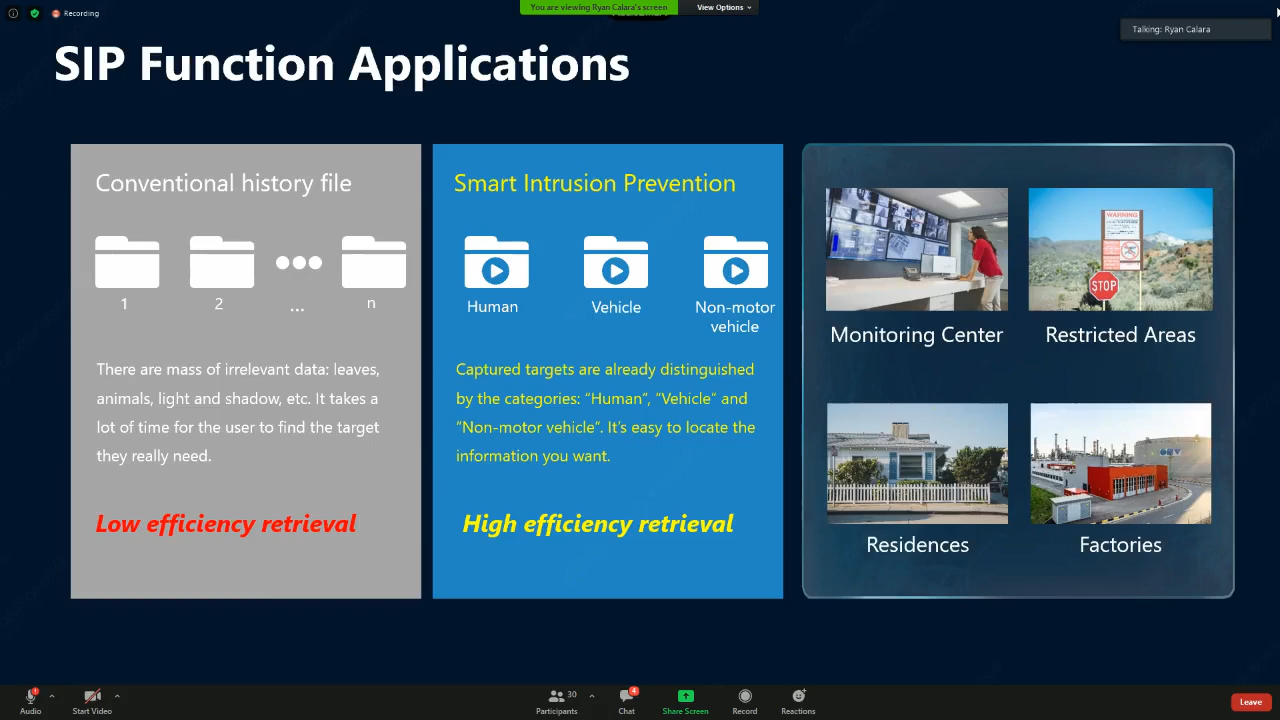 Recording
You are viewing Ryan Calara's screen
View Options
Talking: Ryan Calara
SIP Function Applications
Conventional history file
1
2
...
n
There are mass of irrelevant data: leaves,
animals, light and shadow, etc. It takes a
lot of time for the user to find the target
they really need.
Low efficiency retrieval
Smart Intrusion Prevention
Human
Vehicle
Non-motor
vehicle
Captured targets are already distinguished
by the categories: “Human”, “Vehicle” and
“Non-motor vehicle”. It’s easy to locate the
information you want.
High efficiency retrieval
WARNING
STOP
Monitoring Center
Restricted Areas
Residences
Factories
Audio
Start Video
30
Participants
4
Chat
Share Screen
Record
Reactions
Leave